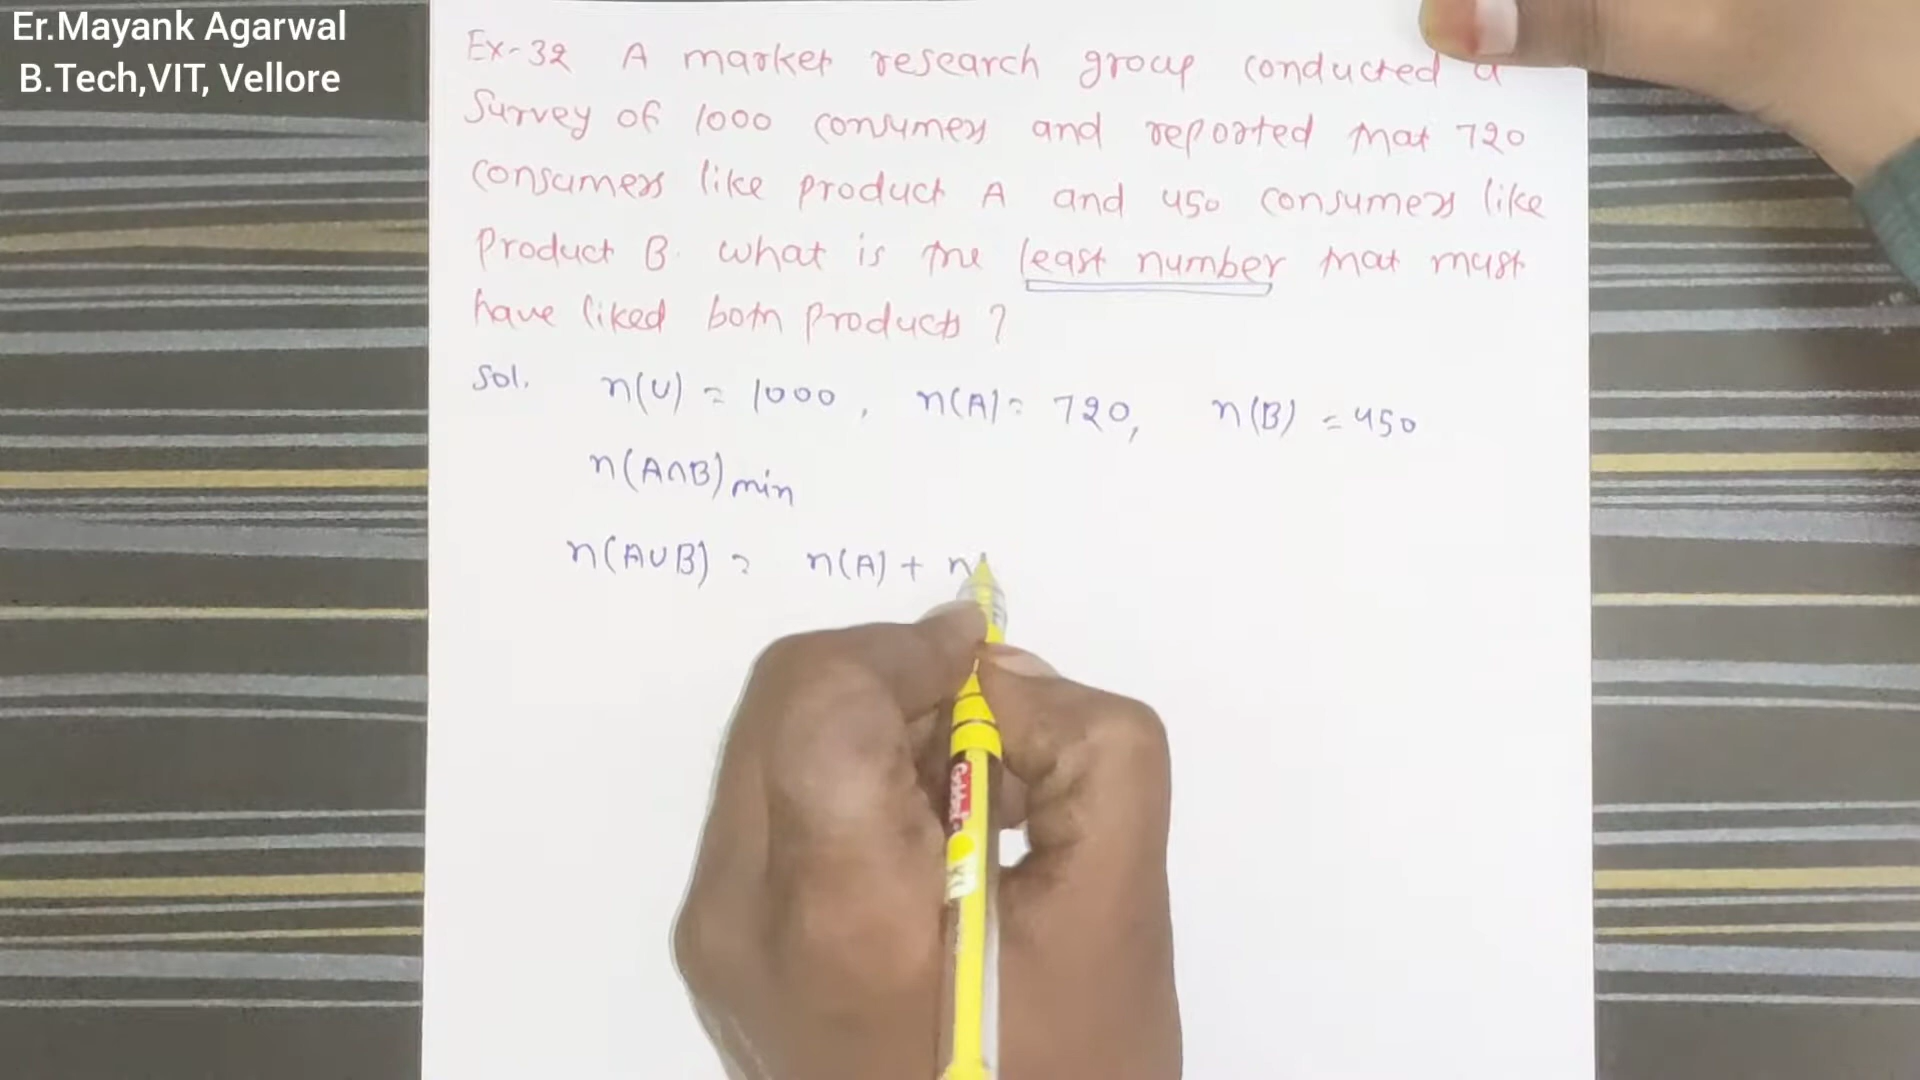 Er.Mayank Agarwal
B.Tech,VIT, Vellore
Ex-32 A market research group conducted a
Survey of 1000 consumers and reported that 720
consumers like product A and 450 consumers like
Product B. what is the least number that must
have liked both products ?
Sol. n(U) = 1000, n(A) = 720, n(B) = 450
n(A∩B) min
n(A∪B) = n(A) + n